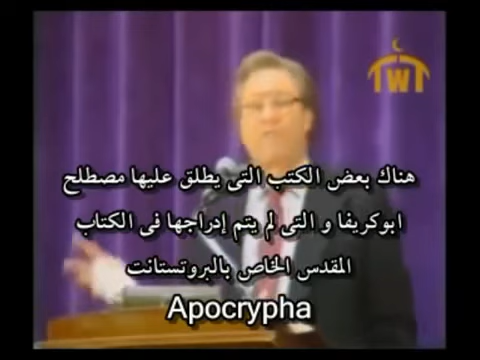 TWT
هناك بعض الكتب التى يطلق عليها مصطلح
ابوكريفا و التى لم يتم إدراجها فى الكتاب
المقدس الخاص بالبروتستانت
Apocrypha